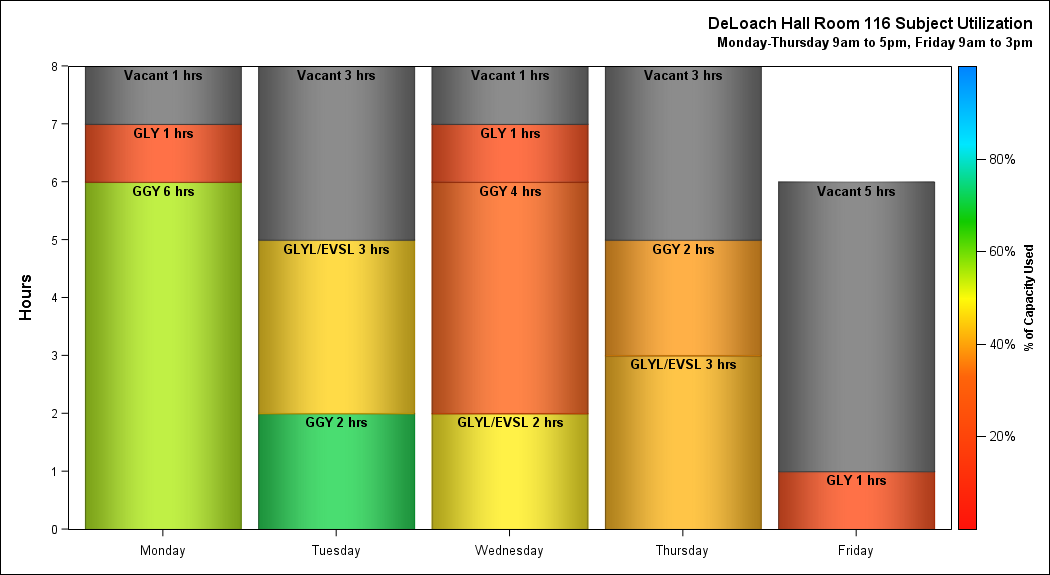 DeLoach Hall Room 116 Subject Utilization
Monday-Thursday 9am to 5pm, Friday 9am to 3pm
Hours
8
7
6
5
4
3
2
1
0
Vacant 1 hrs
GLY 1 hrs
GGY 6 hrs
Vacant 3 hrs
GLYL/EVSL 3 hrs
GGY 2 hrs
Vacant 1 hrs
GLY 1 hrs
GGY 4 hrs
GLYL/EVSL 2 hrs
Vacant 3 hrs
GGY 2 hrs
GLYL/EVSL 3 hrs
Vacant 5 hrs
GLY 1 hrs
Monday
Tuesday
Wednesday
Thursday
Friday
80%
60%
40%
20%
% of Capacity Used